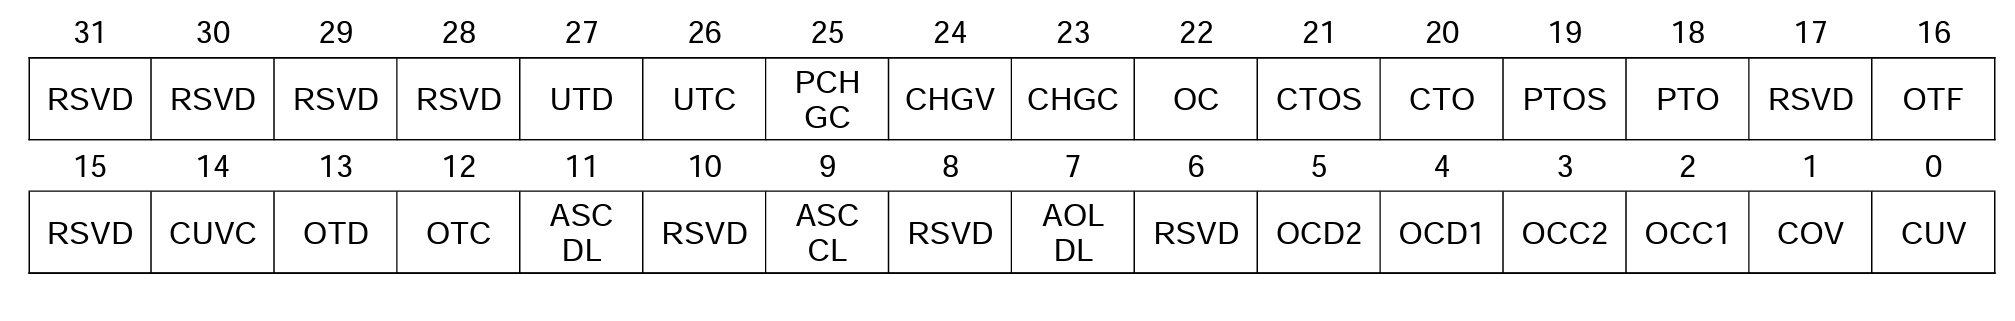 31 30 29 28 27 26 25 24 23 22 21 20 19 18 17 16
RSVD RSVD RSVD RSVD UTD UTC PCH GC CHGV CHGC OC CTOS CTO PTOS PTO RSVD OTF
15 14 13 12 11 10 9 8 7 6 5 4 3 2 1 0
RSVD CUVC OTD OTC ASC DL RSVD ASC CL RSVD AOL DL RSVD OCD2 OCD1 OCC2 OCC1 COV CUV